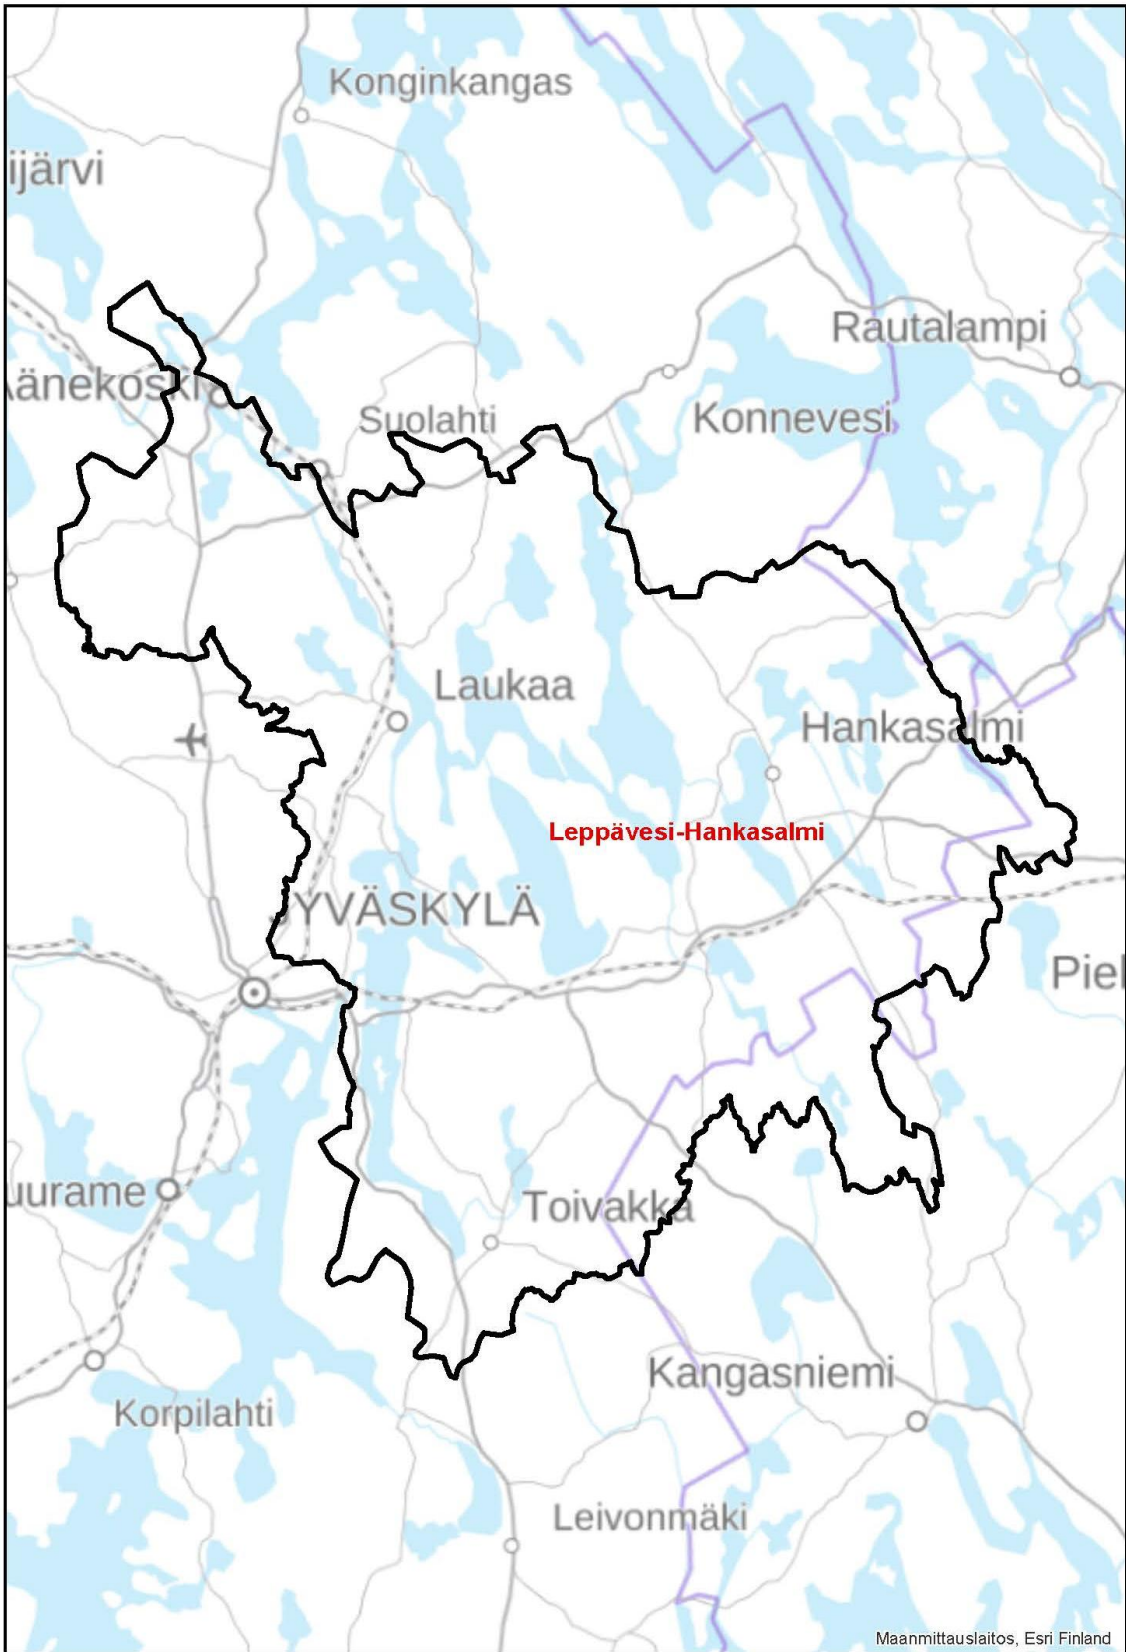 Konginkangas
ijärvi
Rautalampi
Äänekoski
Suolahti
Konnevesi
Laukaa
Hankasalmi
Leppävesi-Hankasalmi
JYVÄSKYLÄ
Piel
uurame
Toivakka
Kangasniemi
Korpilahti
Leivonmäki
Maanmittauslaitos, Esri Finland